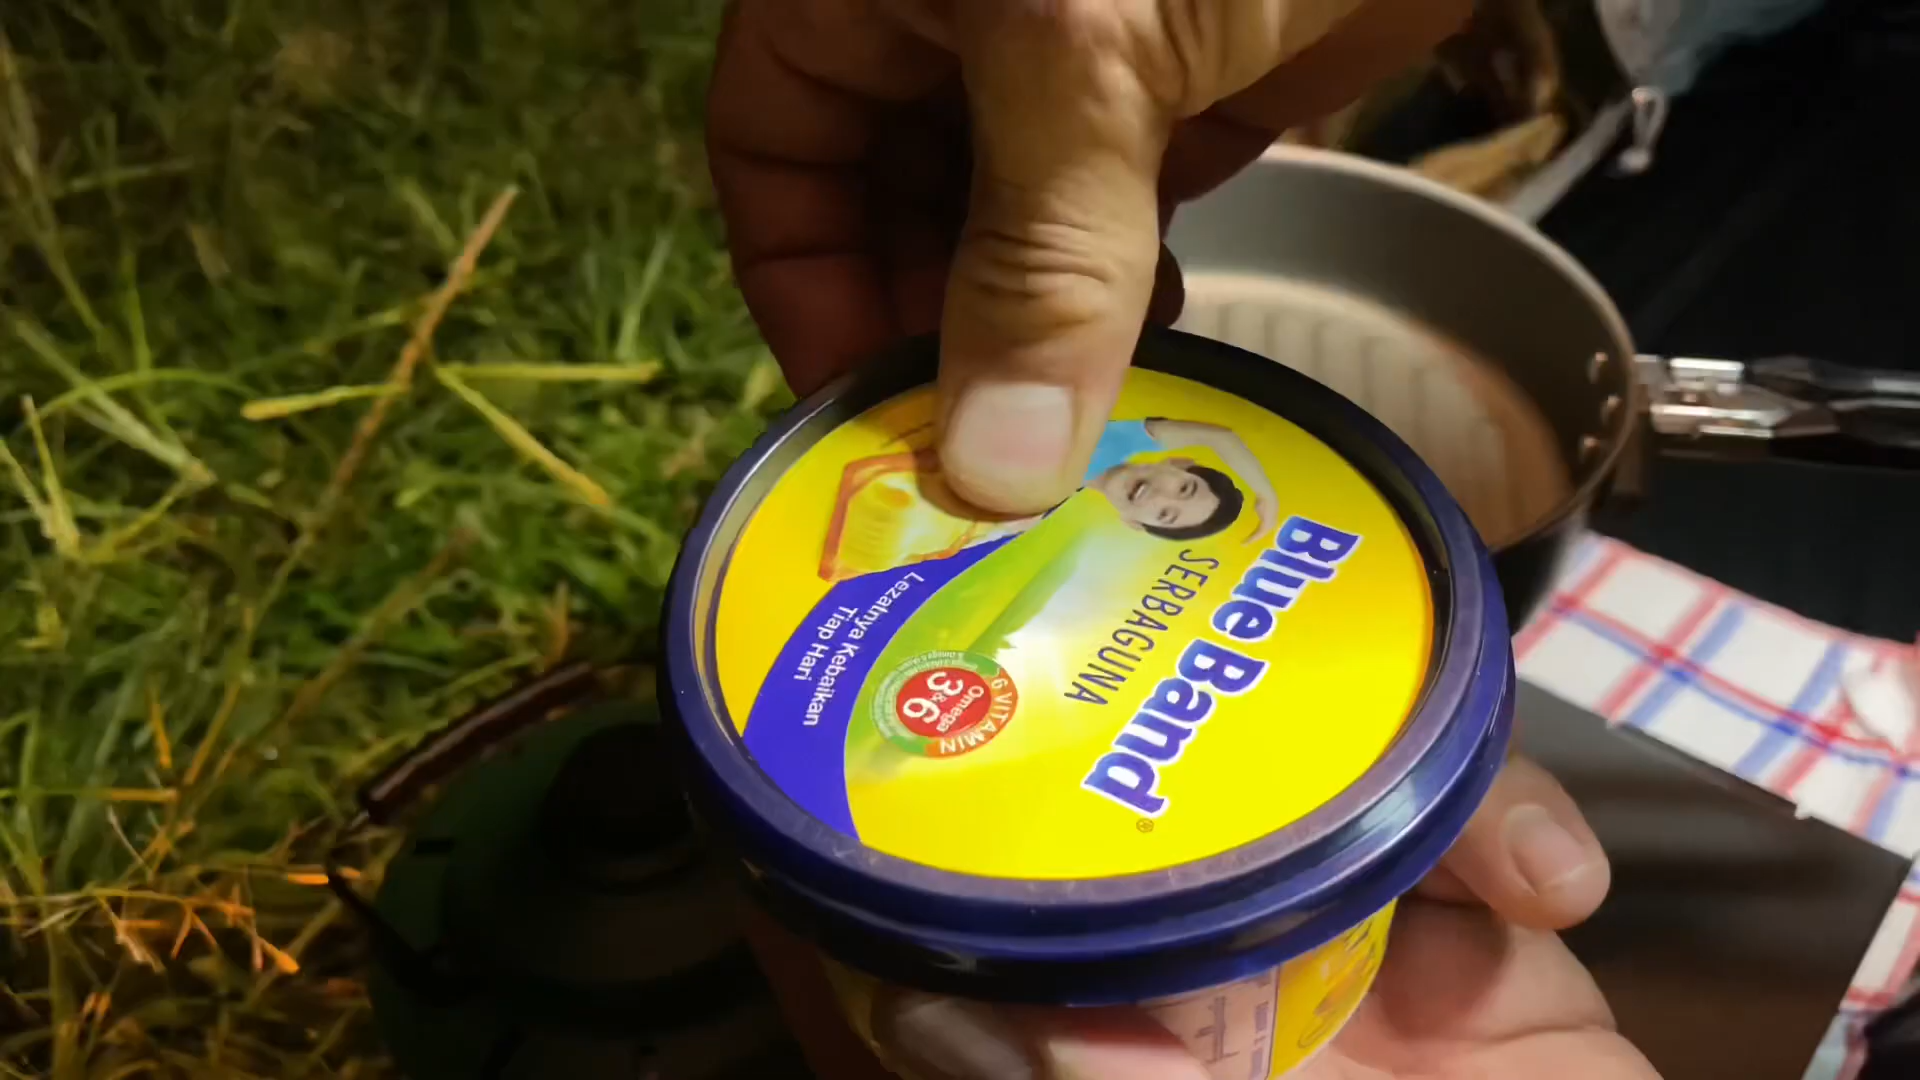 Blue Band®
SERBAGUNA
Lezatnya Kebaikan
Tiap Hari
6 VITAMIN
Omega
3&6